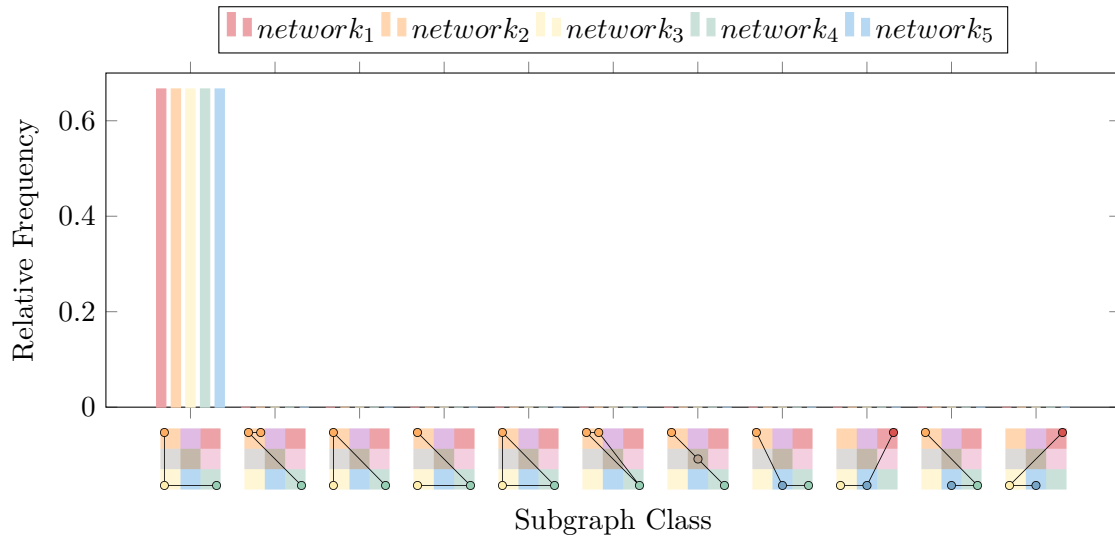 network₁ network₂ network₃ network₄ network₅
0.6
0.4
0.2
0
Relative Frequency
Subgraph Class